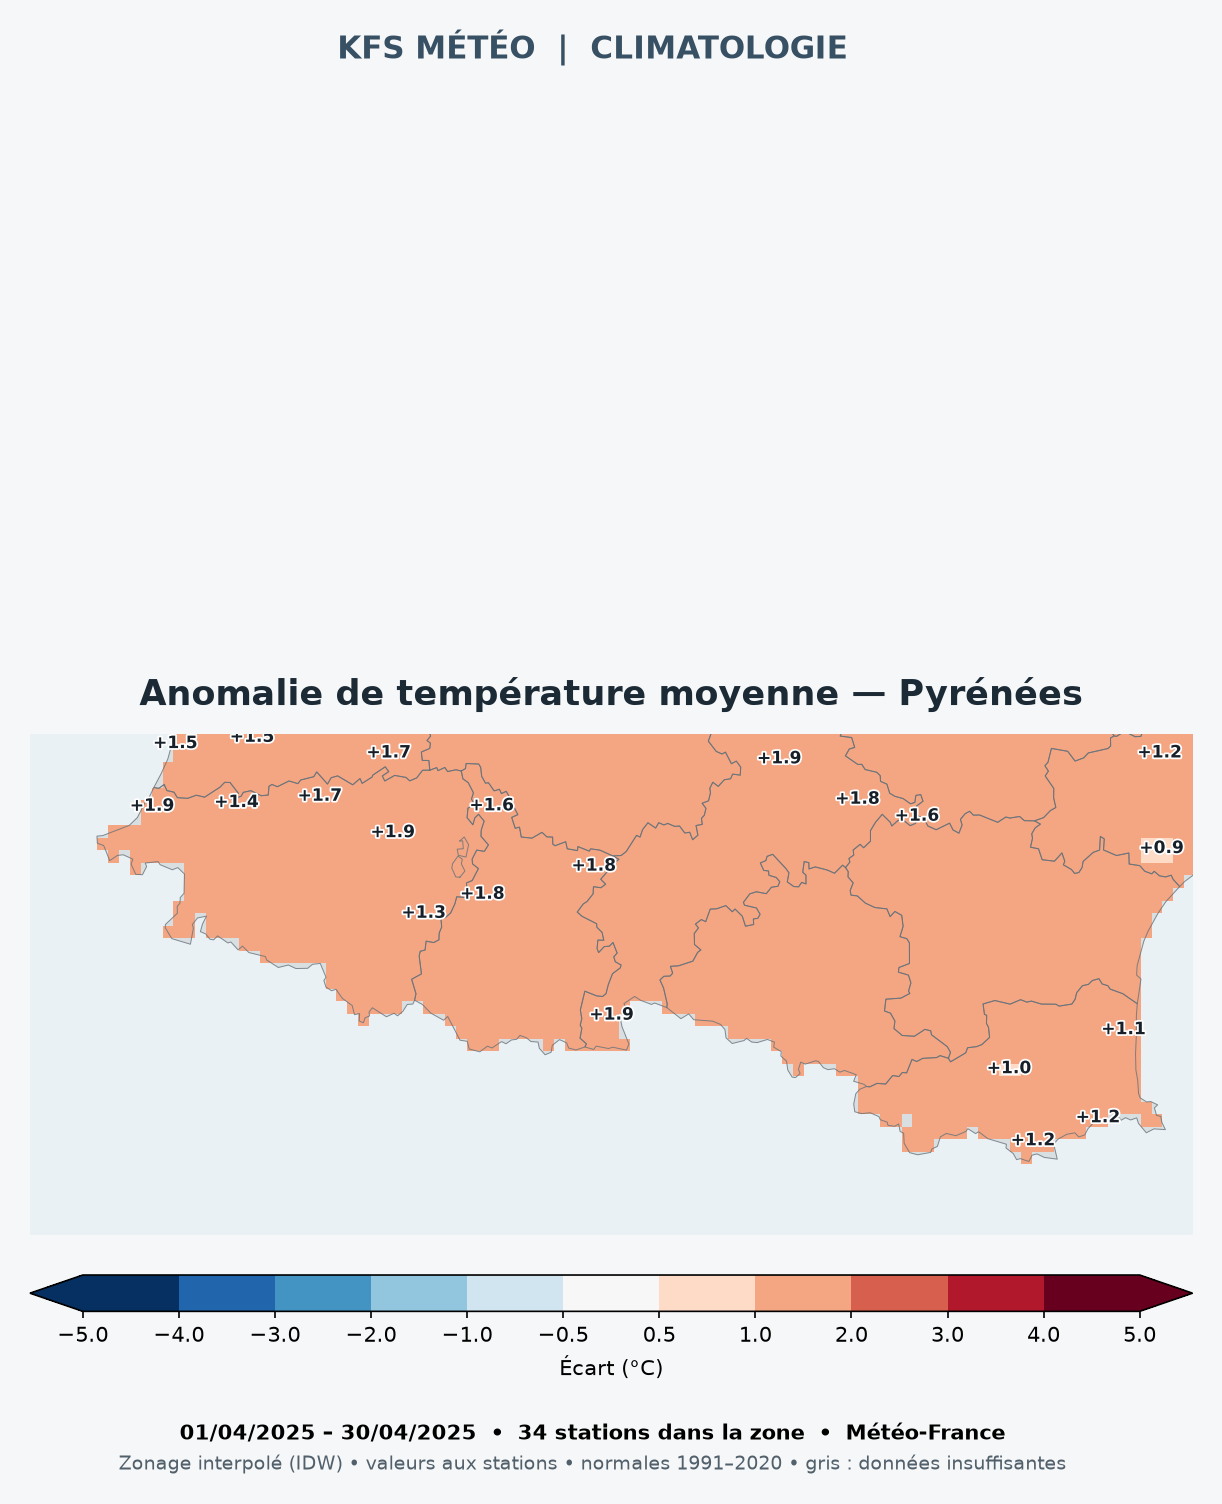 KFS MÉTÉO | CLIMATOLOGIE
Anomalie de température moyenne — Pyrénées
+1.5 +1.5 +1.7 +1.9 +1.2
+1.9 +1.4 +1.7 +1.6 +1.8 +1.6
+1.9 +0.9
+1.8
+1.8
+1.3
+1.9
+1.1
+1.0
+1.2
+1.2
−5.0 −4.0 −3.0 −2.0 −1.0 −0.5 0.5 1.0 2.0 3.0 4.0 5.0
Écart (°C)
01/04/2025 – 30/04/2025 • 34 stations dans la zone • Météo-France
Zonage interpolé (IDW) • valeurs aux stations • normales 1991–2020 • gris : données insuffisantes